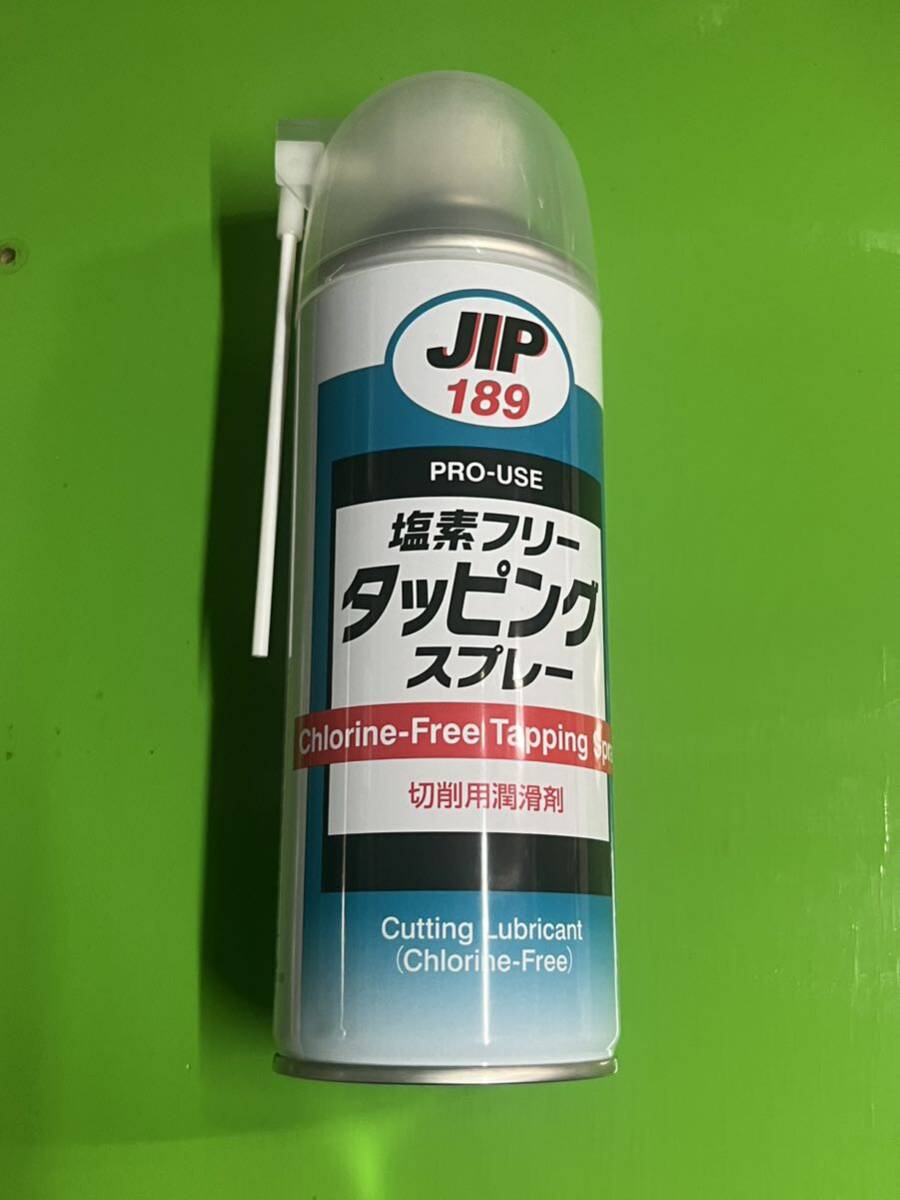 JIP
189
PRO-USE
塩素フリー
タッピング
スプレー
Chlorine-Free Tapping
切削用潤滑剤
Cutting Lubricant
(Chlorine-Free)